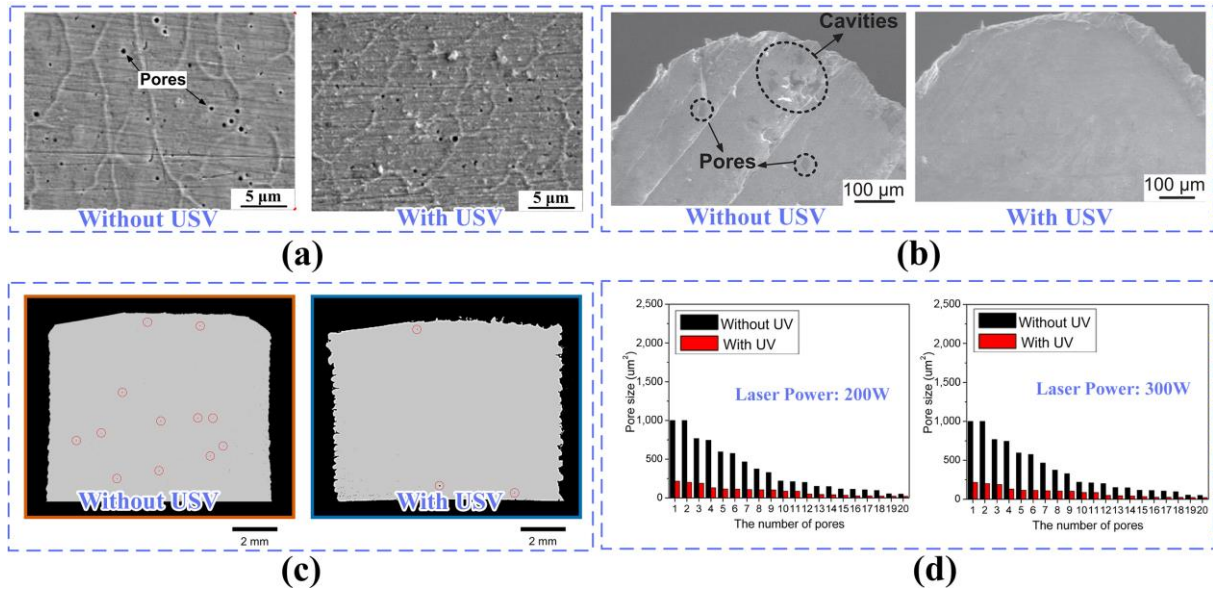 Pores
5 μm
5 μm
Without USV
With USV
(a)
Cavities
Pores
100 μm
100 μm
Without USV
With USV
(b)
Without USV
With USV
2 mm
2 mm
(c)
2,500
2,000
1,500
1,000
500
0
Pore size (um²)
Without UV
With UV
Laser Power: 200W
1 2 3 4 5 6 7 8 9 10 11 12 13 14 15 16 17 18 19 20
The number of pores
2,500
2,000
1,500
1,000
500
0
Pore size (um²)
Without UV
With UV
Laser Power: 300W
1 2 3 4 5 6 7 8 9 10 11 12 13 14 15 16 17 18 19 20
The number of pores
(d)